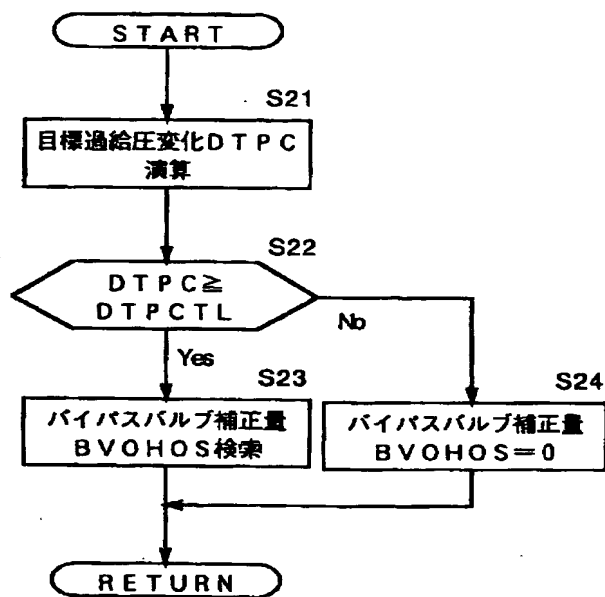 START
S21
目標過給圧変化DTPC
演算
S22
DTPC≧
DTPCTL
No
Yes
S23
バイパスバルブ補正量
BVOHOS検索
S24
バイパスバルブ補正量
BVOHOS=0
RETURN